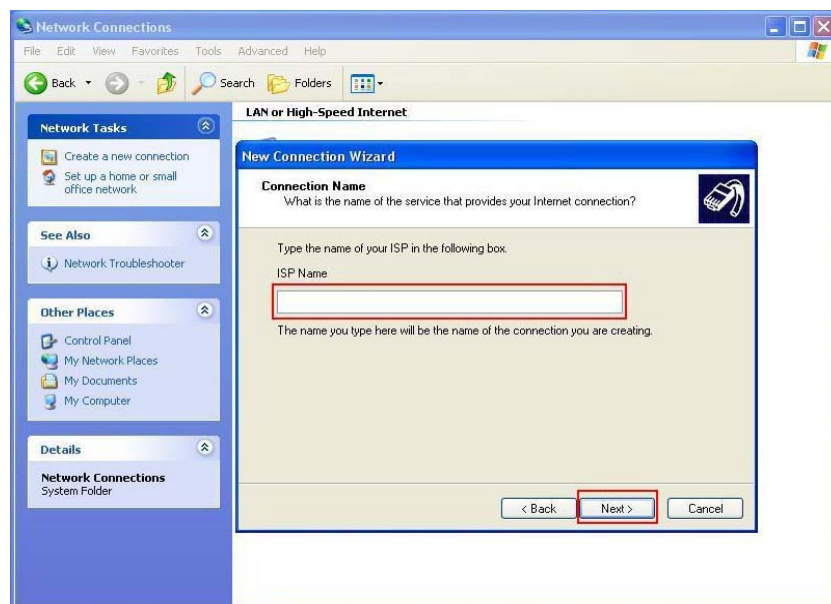 Network Connections
File Edit View Favorites Tools Advanced Help
Back Search Folders
LAN or High-Speed Internet
Network Tasks
Create a new connection
Set up a home or small
office network
See Also
Network Troubleshooter
Other Places
Control Panel
My Network Places
My Documents
My Computer
Details
Network Connections
System Folder
New Connection Wizard
Connection Name
What is the name of the service that provides your Internet connection?
Type the name of your ISP in the following box.
ISP Name
The name you type here will be the name of the connection you are creating.
< Back Next > Cancel